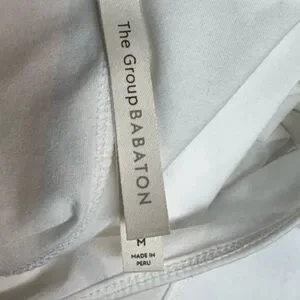 The Group BABATON
M
MADE IN
PERU